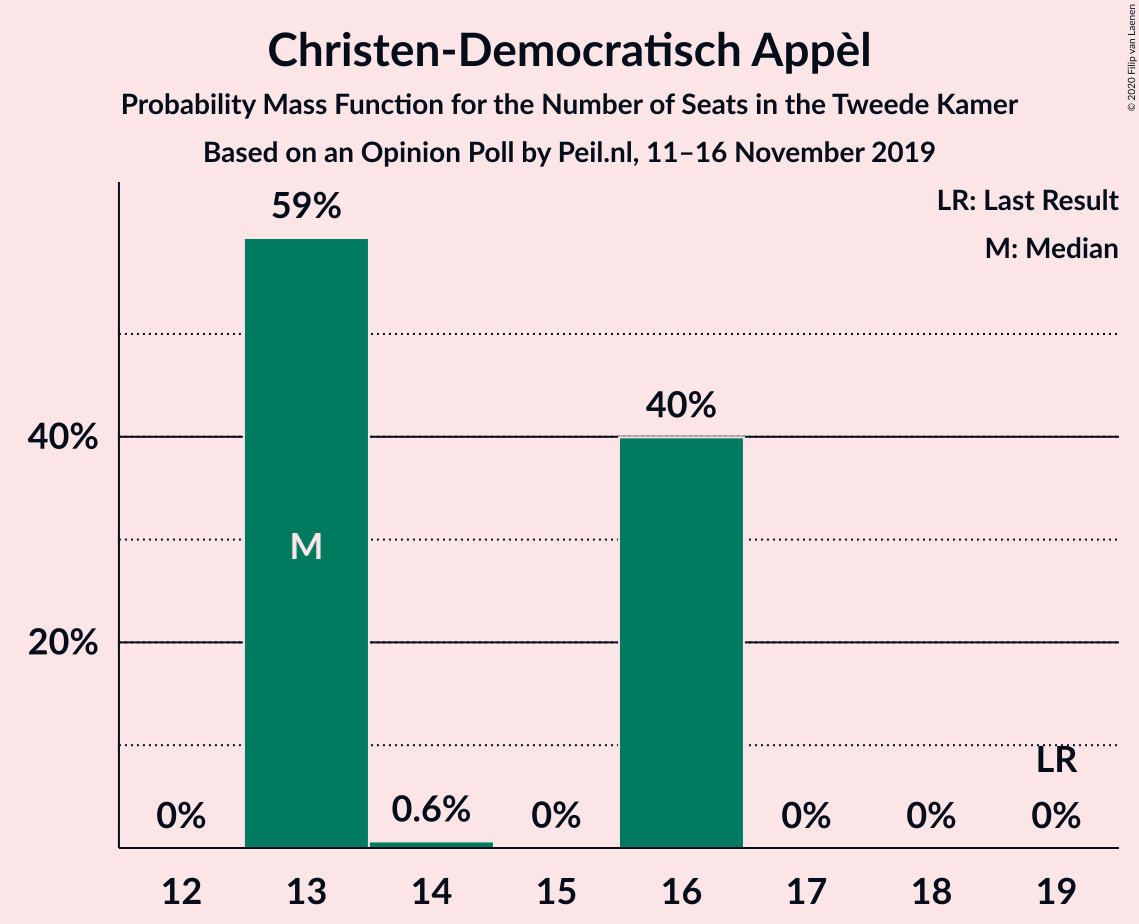 Christen-Democratisch Appèl
Probability Mass Function for the Number of Seats in the Tweede Kamer
Based on an Opinion Poll by Peil.nl, 11–16 November 2019
© 2020 Filip van Laenen
LR: Last Result
M: Median
59%
40%
40%
M
20%
LR
0%
0.6%
0%
0%
0%
0%
12
13
14
15
16
17
18
19